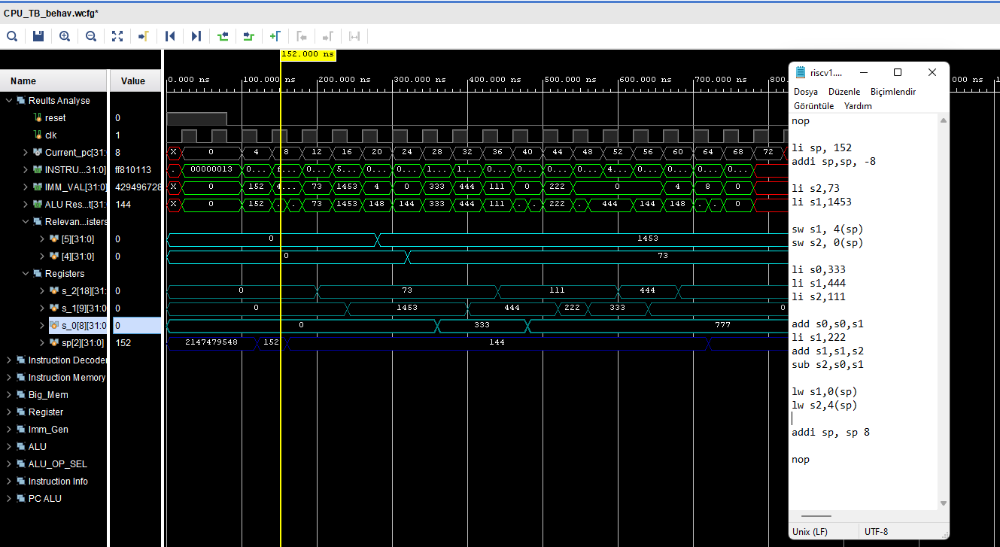 CPU_TB_behav.wcfg*
152.000 ns
Name Value
0.000 ns 100.000 ns 200.000 ns 300.000 ns 400.000 ns 500.000 ns 600.000 ns 700.000 ns 800. 000 ns
Reults Analyse
reset 0
clk 1
Current_pc[31: 8 X 0 4 8 12 16 20 24 28 32 36 40 44 48 52 56 60 64 68 72
INSTRU...31:0] ff810113 00000013 0... f... 0... 5... 0... 0... 1... 1... 0... 0... 0... 0... 4... 0... 0... 0... 0...
IMM_VAL[31:0] 429496728 X 0 152 4... 73 1453 4 0 333 444 111 0 222 0 4 8 0
ALU Res...t[31: 144 X 0 152 . . 73 1453 148 144 333 444 111 . . 222 . 444 144 148 . . 0
Relevan...isters
[5][31:0] 0 0 1453
[4][31:0] 0 0 73
Registers
s_2[18][31: 0 0 73 111 444
s_1[9][31:0 0 0 1453 444 222 333 0
s_0[8][31:0 0 0 333 777
sp[2][31:0] 152 2147479548 152 144
Instruction Decoder
Instruction Memory
Big_Mem
Register
Imm_Gen
ALU
ALU_OP_SEL
Instruction Info
PC ALU
riscv1....
Dosya Düzenle Biçimlendir
Görüntüle Yardım
nop
li sp, 152
addi sp,sp, -8
li s2,73
li s1,1453
sw s1, 4(sp)
sw s2, 0(sp)
li s0,333
li s1,444
li s2,111
add s0,s0,s1
li s1,222
add s1,s1,s2
sub s2,s0,s1
lw s1,0(sp)
lw s2,4(sp)
addi sp, sp 8
nop
Unix (LF) UTF-8